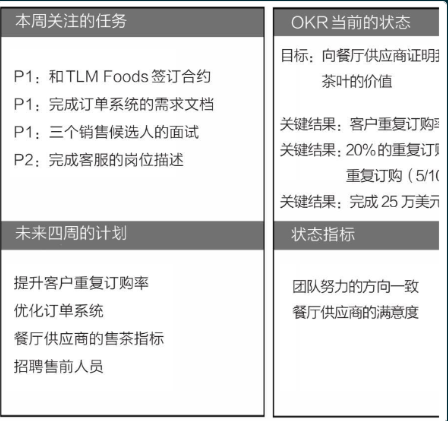 本周关注的任务
P1：和TLM Foods签订合约
P1：完成订单系统的需求文档
P1：三个销售候选人的面试
P2：完成客服的岗位描述
OKR当前的状态
目标：向餐厅供应商证明
茶叶的价值
关键结果：客户重复订购
关键结果：20%的重复订
重复订购（5/10
关键结果：完成 25 万美元
未来四周的计划
提升客户重复订购率
优化订单系统
餐厅供应商的售茶指标
招聘售前人员
状态指标
团队努力的方向一致
餐厅供应商的满意度